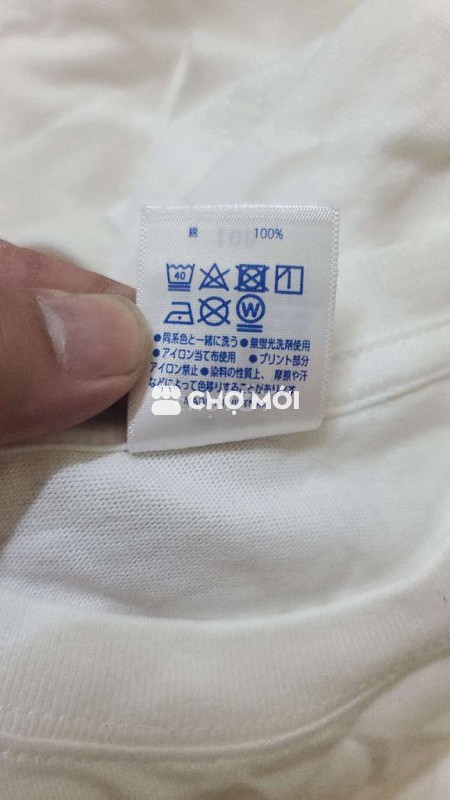 綿 100%
40
W
●同系色と一緒に洗う●無蛍光洗剤使用
●アイロン当て布使用 ●プリント部分
アイロン禁止●染料の性質上、摩擦や汗
などによって色移りすることがあります
CHỢ MỚI